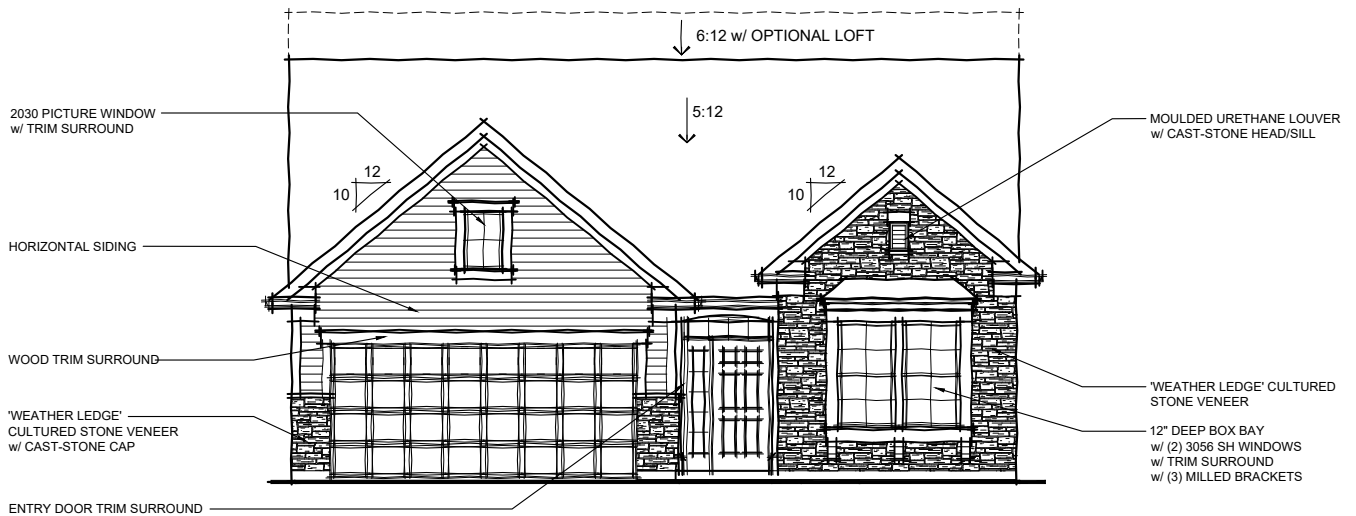 6:12 w/ OPTIONAL LOFT
5:12
2030 PICTURE WINDOW
w/ TRIM SURROUND
MOULDED URETHANE LOUVER
w/ CAST-STONE HEAD/SILL
12
10
12
10
HORIZONTAL SIDING
WOOD TRIM SURROUND
'WEATHER LEDGE'
CULTURED STONE VENEER
w/ CAST-STONE CAP
ENTRY DOOR TRIM SURROUND
'WEATHER LEDGE' CULTURED
STONE VENEER
12" DEEP BOX BAY
w/ (2) 3056 SH WINDOWS
w/ TRIM SURROUND
w/ (3) MILLED BRACKETS